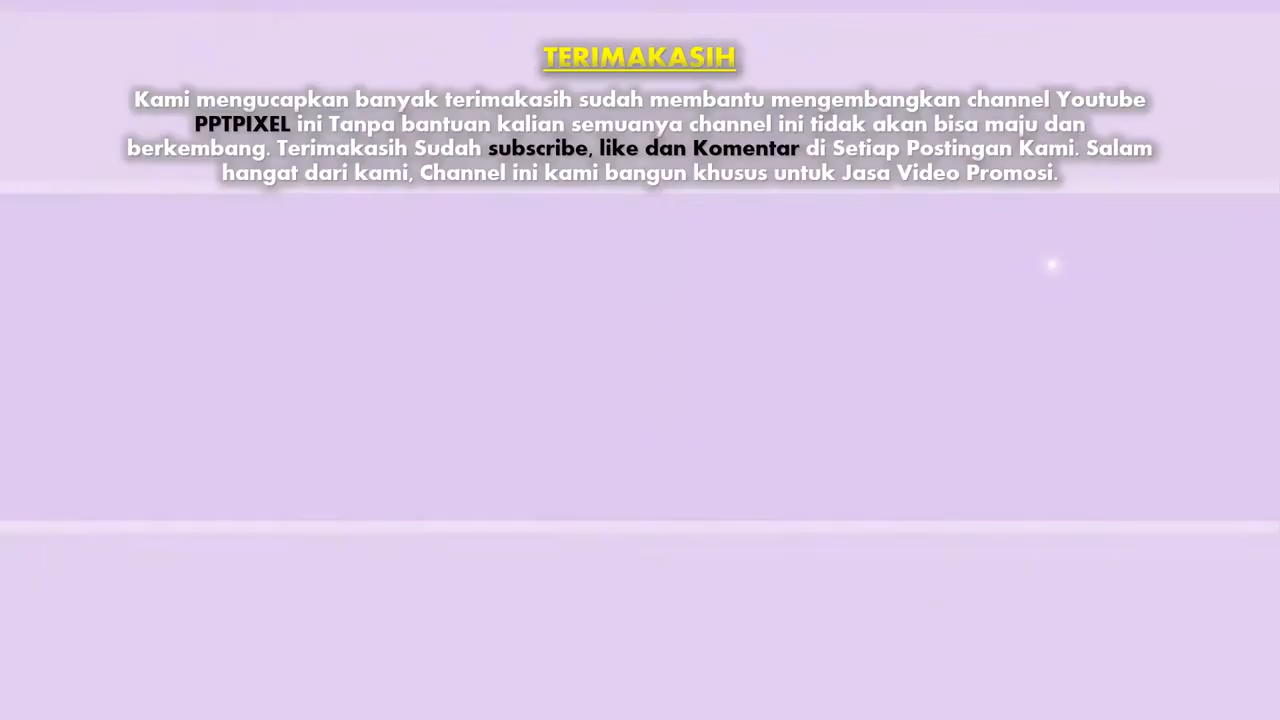 TERIMAKASIH
Kami mengucapkan banyak terimakasih sudah membantu mengembangkan channel Youtube
PPTPIXEL ini Tanpa bantuan kalian semuanya channel ini tidak akan bisa maju dan
berkembang. Terimakasih Sudah subscribe, like dan Komentar di Setiap Postingan Kami. Salam
hangat dari kami, Channel ini kami bangun khusus untuk Jasa Video Promosi.